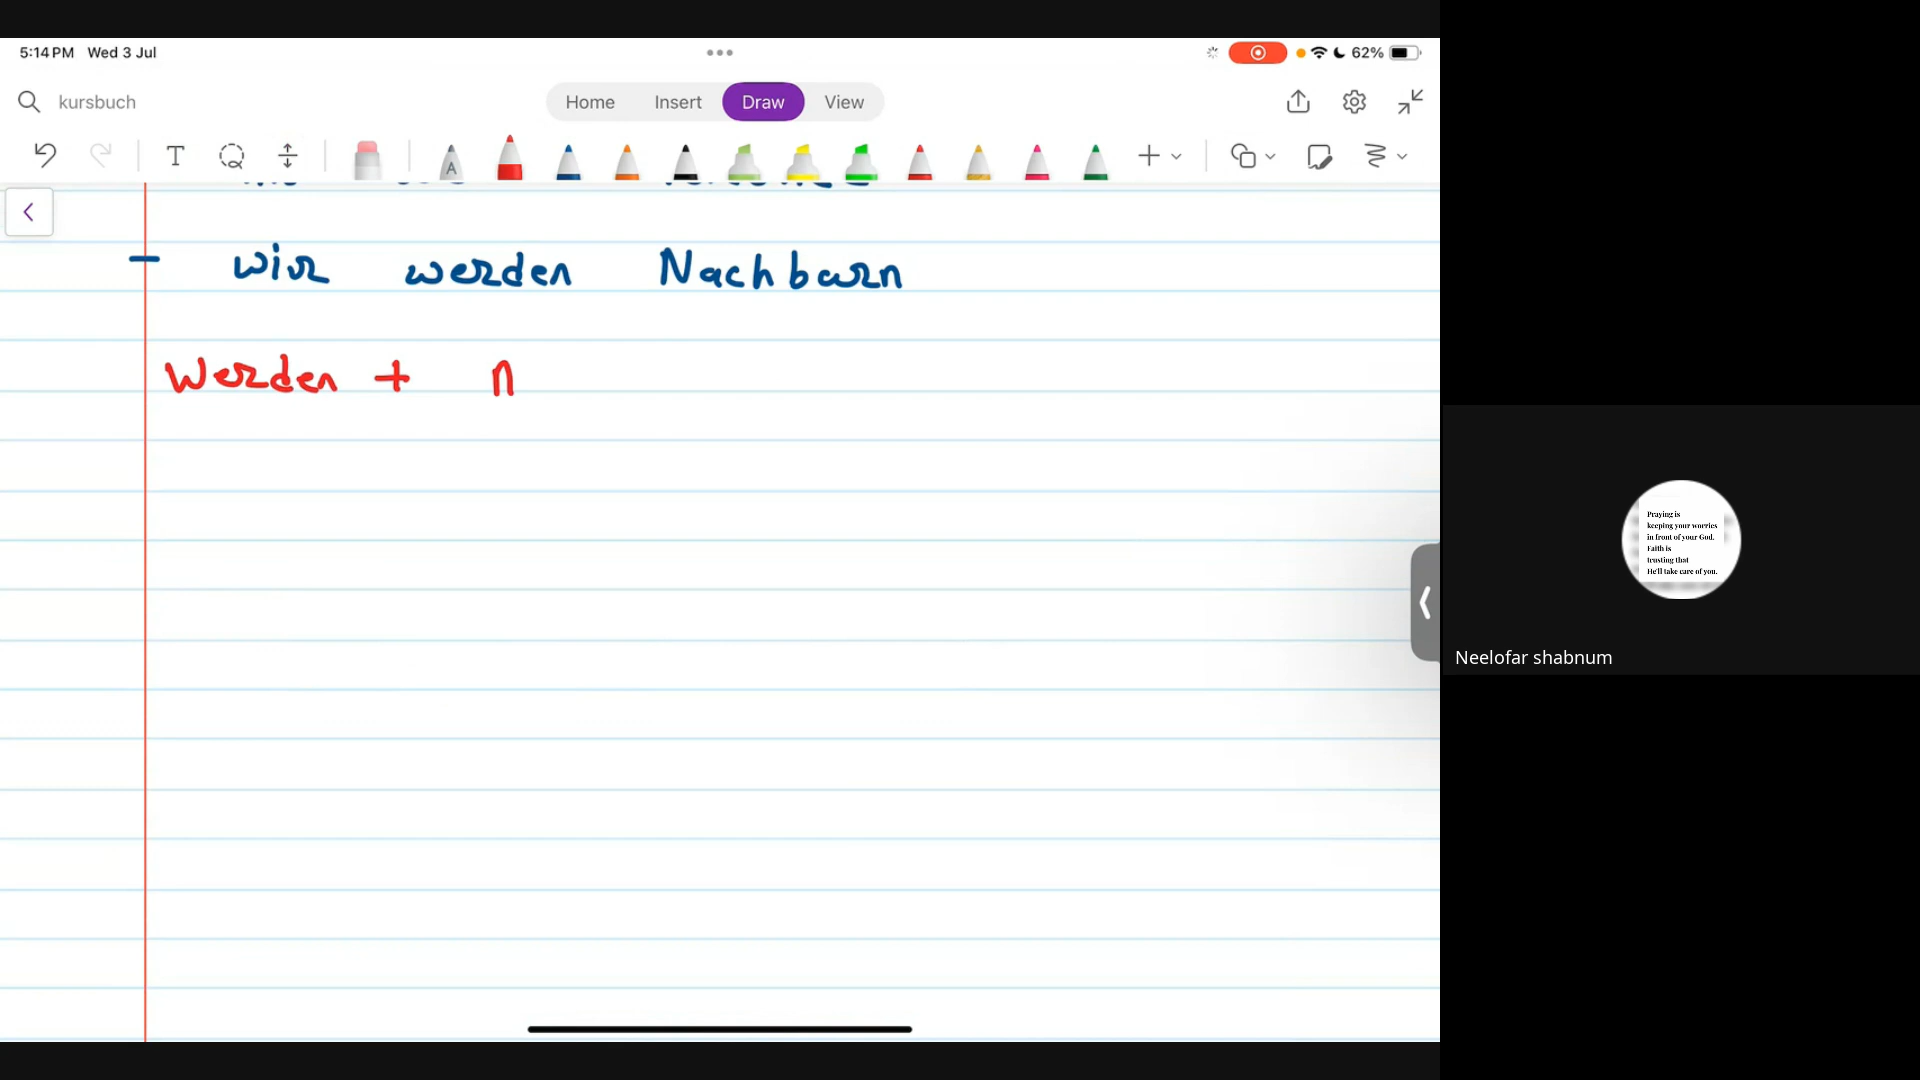 5:14 PM Wed 3 Jul 62%
kursbuch Home Insert Draw View
T A
- wir werden Nachbarn
Werden + n
Praying is
keeping your worries
in front of your God.
Faith is
trusting that
He'll take care of you.
Neelofar shabnum